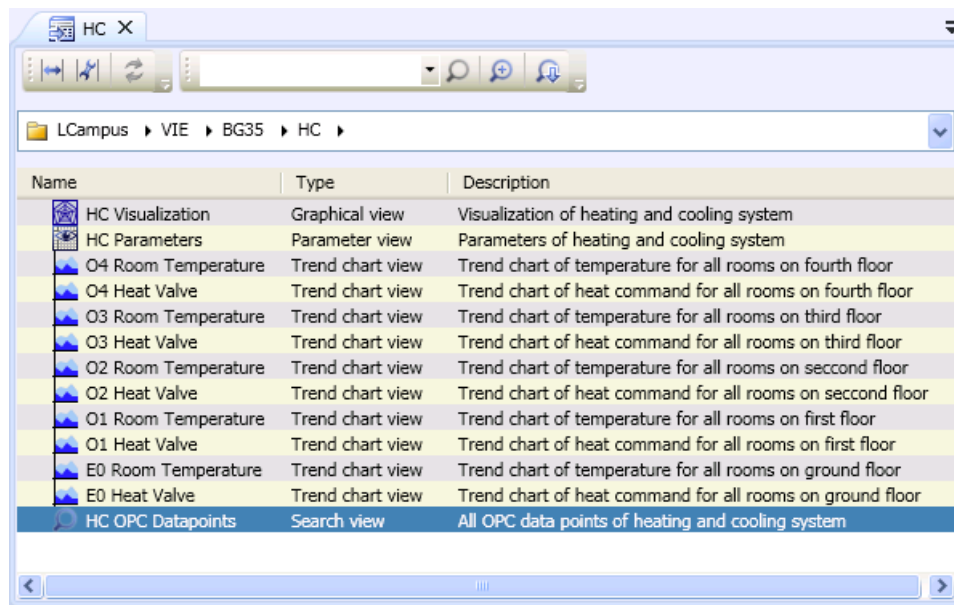 HC
LCampus VIE BG35 HC
Name Type Description
HC Visualization Graphical view Visualization of heating and cooling system
HC Parameters Parameter view Parameters of heating and cooling system
O4 Room Temperature Trend chart view Trend chart of temperature for all rooms on fourth floor
O4 Heat Valve Trend chart view Trend chart of heat command for all rooms on fourth floor
O3 Room Temperature Trend chart view Trend chart of temperature for all rooms on third floor
O3 Heat Valve Trend chart view Trend chart of heat command for all rooms on third floor
O2 Room Temperature Trend chart view Trend chart of temperature for all rooms on seccond floor
O2 Heat Valve Trend chart view Trend chart of heat command for all rooms on seccond floor
O1 Room Temperature Trend chart view Trend chart of temperature for all rooms on first floor
O1 Heat Valve Trend chart view Trend chart of heat command for all rooms on first floor
E0 Room Temperature Trend chart view Trend chart of temperature for all rooms on ground floor
E0 Heat Valve Trend chart view Trend chart of heat command for all rooms on ground floor
HC OPC Datapoints Search view All OPC data points of heating and cooling system